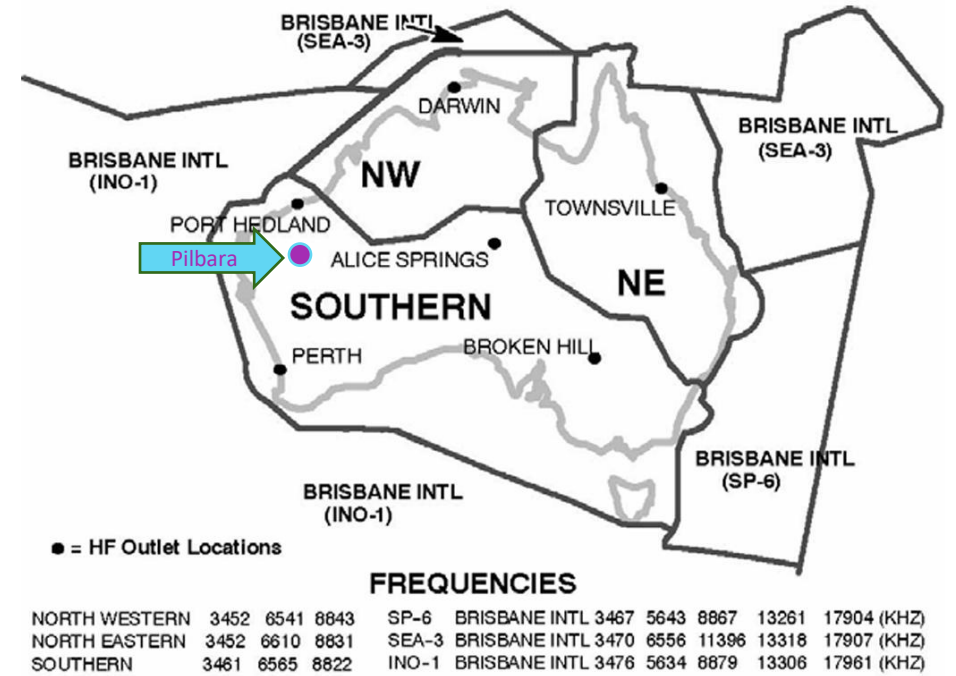 BRISBANE INTL
(SEA-3)
DARWIN
BRISBANE INTL
(SEA-3)
BRISBANE INTL
(INO-1)
NW
TOWNSVILLE
PORT HEDLAND
Pilbara
ALICE SPRINGS
NE
SOUTHERN
PERTH
BROKEN HILL
BRISBANE INTL
(SP-6)
BRISBANE INTL
(INO-1)
= HF Outlet Locations
FREQUENCIES
NORTH WESTERN 3452 6541 8843 SP-6 BRISBANE INTL 3467 5643 8867 13261 17904 (KHZ)
NORTH EASTERN 3452 6610 8831 SEA-3 BRISBANE INTL 3470 6556 11396 13318 17907 (KHZ)
SOUTHERN 3461 6565 8822 INO-1 BRISBANE INTL 3476 5634 8879 13306 17961 (KHZ)